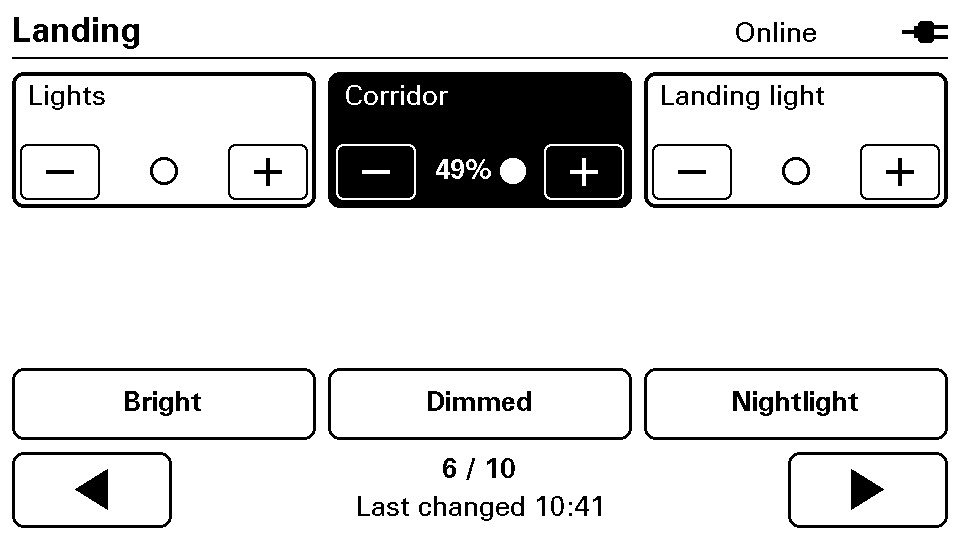 Landing Online
Lights Corridor Landing light
− 49% + 
Bright Dimmed Nightlight
6 / 10
Last changed 10:41